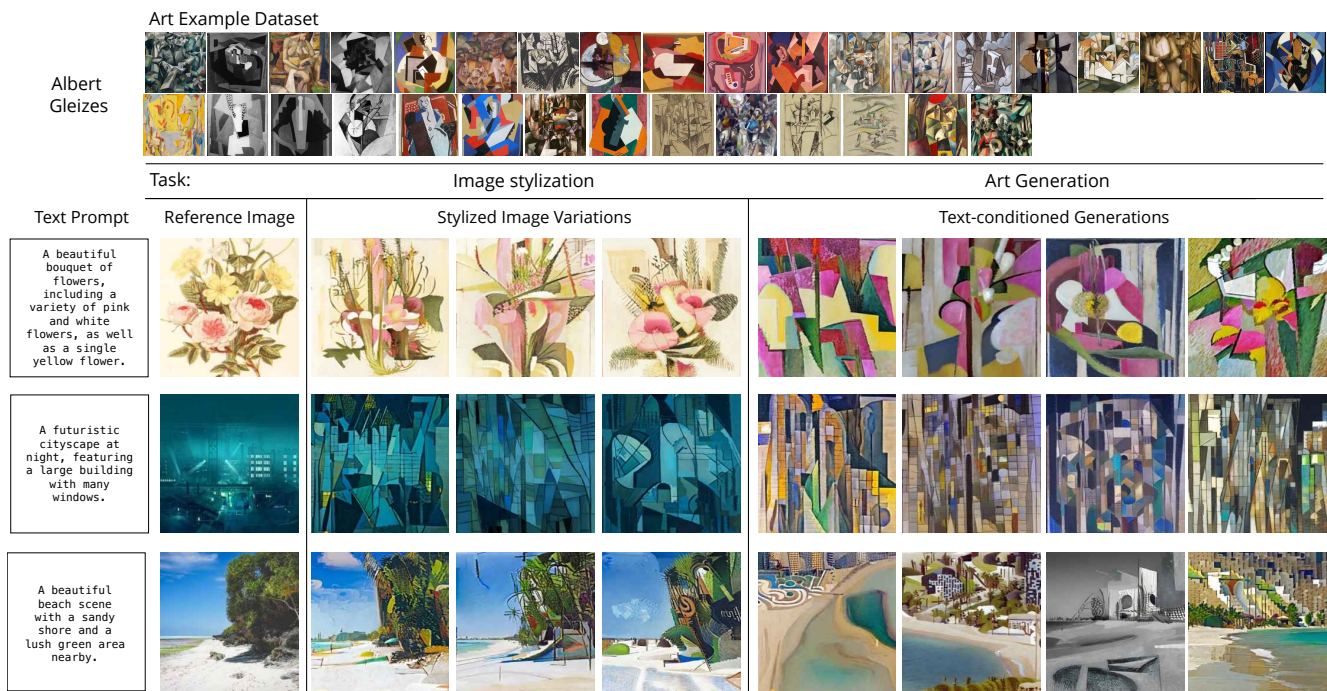 Art Example Dataset
Albert
Gleizes
Task:
Image stylization
Art Generation
Text Prompt
Reference Image
Stylized Image Variations
Text-conditioned Generations
A beautiful
bouquet of
flowers,
including a
variety of pink
and white
flowers, as well
as a single
yellow flower.
A futuristic
cityscape at
night, featuring
a large building
with many
windows.
A beautiful
beach scene
with a sandy
shore and a
lush green area
nearby.